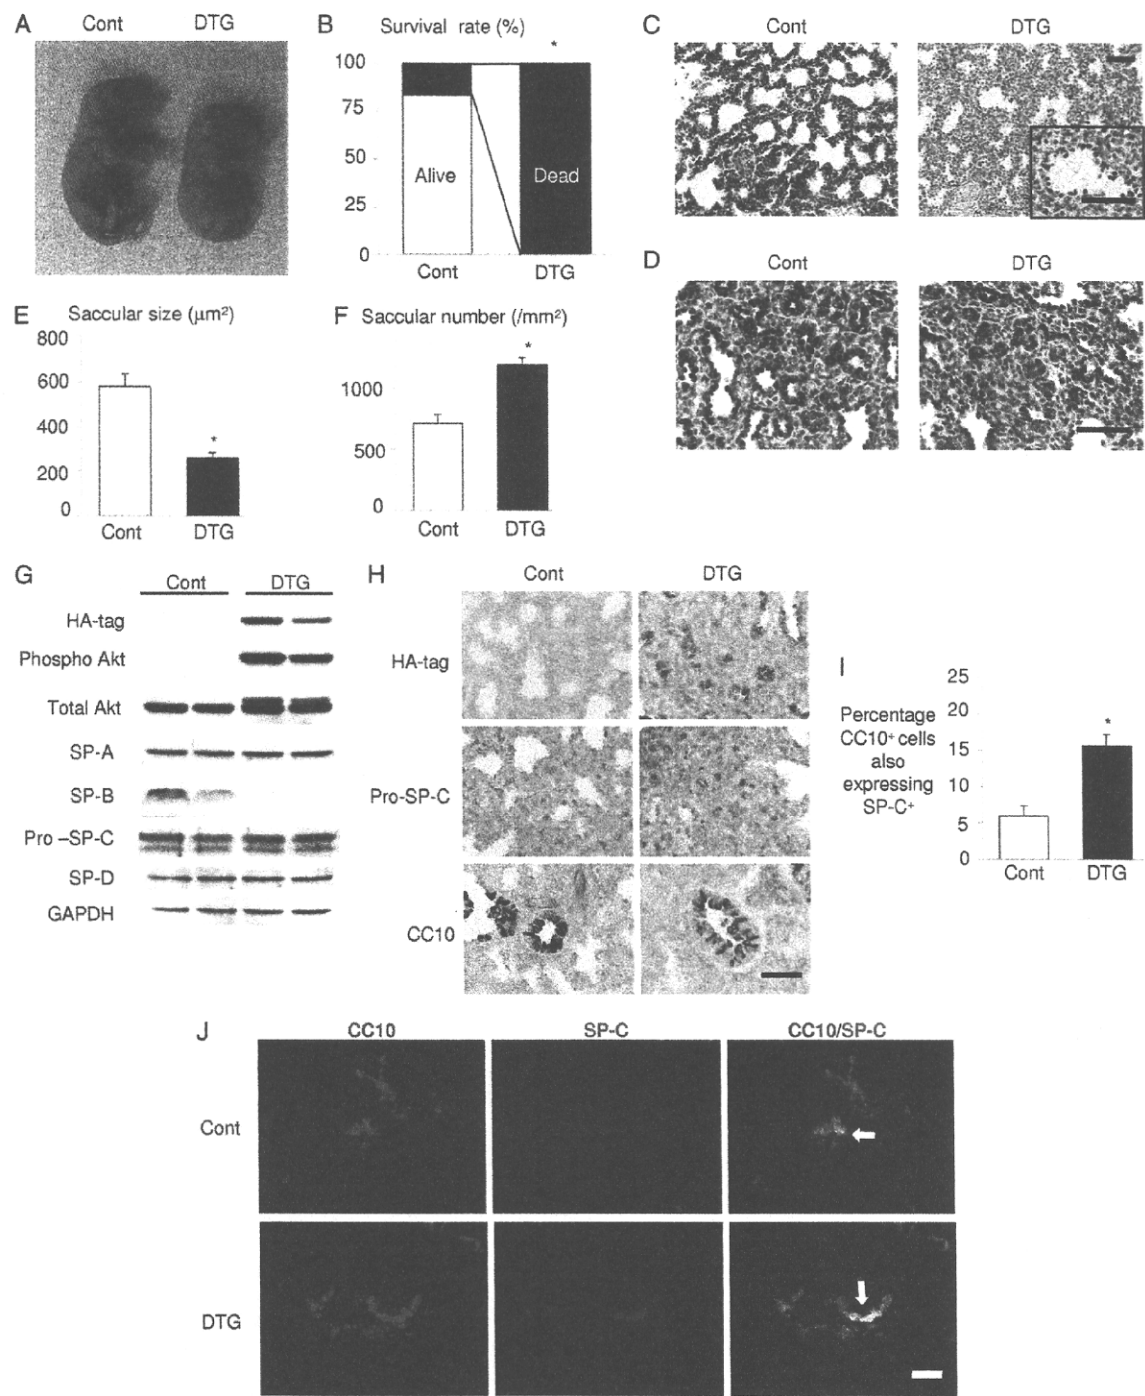 A
Cont DTG
B
Survival rate (%)
*
100
75
50
25
0
Alive
Dead
Cont DTG
C
Cont DTG
D
Cont DTG
E
Saccular size (µm²)
800
600
400
200
0
*
Cont DTG
F
Saccular number (/mm²)
*
1000
500
0
Cont DTG
G
Cont DTG
HA-tag
Phospho Akt
Total Akt
SP-A
SP-B
Pro –SP-C
SP-D
GAPDH
H
Cont DTG
HA-tag
Pro-SP-C
CC10
I
Percentage
CC10⁺ cells
also
expressing
SP-C⁺
25
20
15
10
5
0
*
Cont DTG
J
CC10 SP-C CC10/SP-C
Cont
DTG